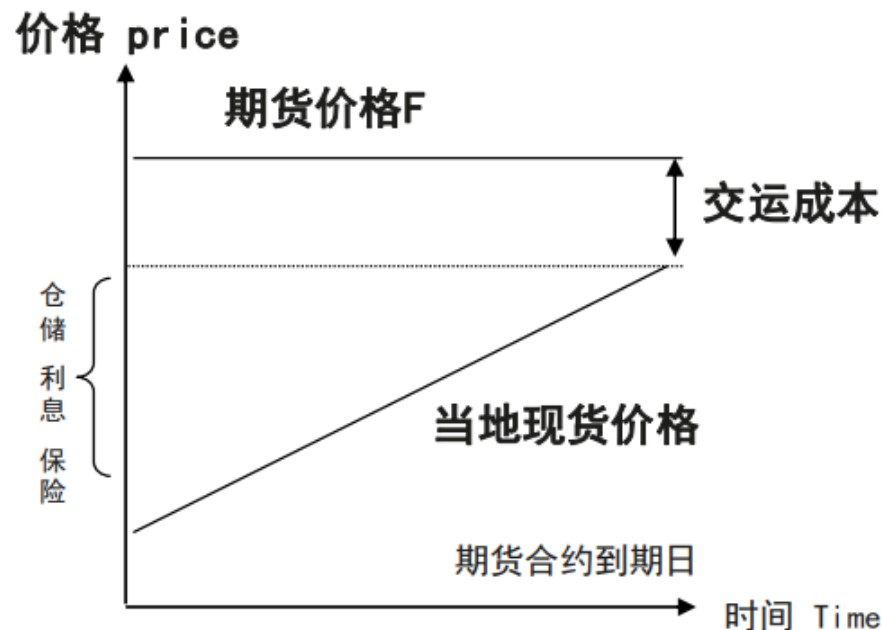 价格 price
期货价格F
交运成本
仓储
利息
保险
当地现货价格
期货合约到期日
时间 Time